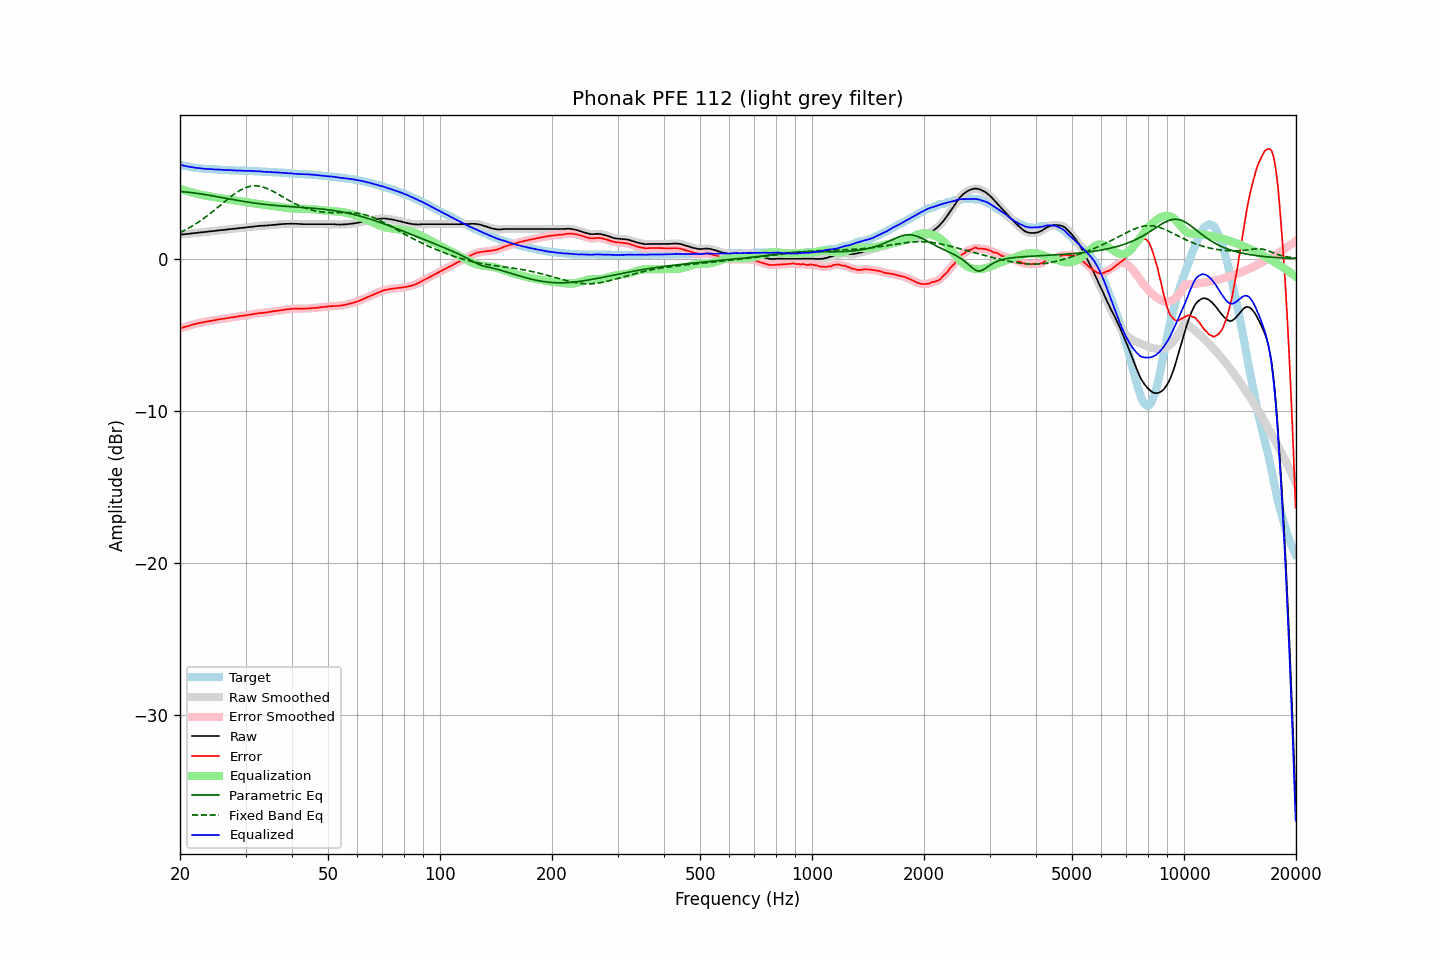 Phonak PFE 112 (light grey filter)
Amplitude (dBr)
0
−10
−20
−30
Target
Raw Smoothed
Error Smoothed
Raw
Error
Equalization
Parametric Eq
Fixed Band Eq
Equalized
20 50 100 200 500 1000 2000 5000 10000 20000
Frequency (Hz)